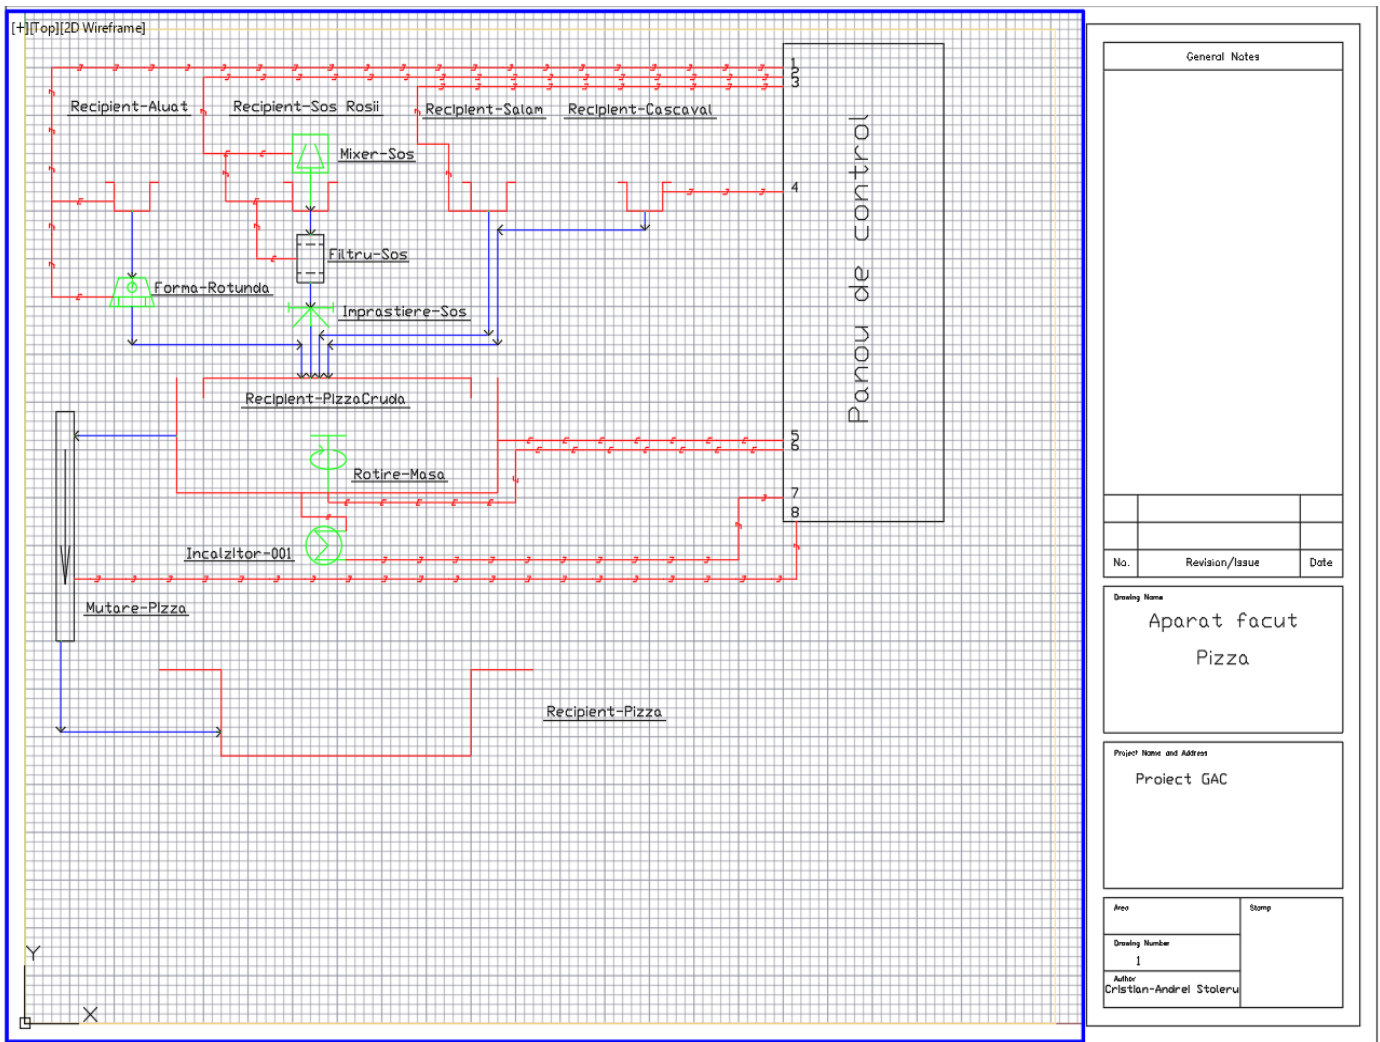 [+][Top][2D Wireframe]
1
2
3
Recipient-Aluat
Recipient-Sos Rosii
Recipient-Salam
Recipient-Cascaval
Mixer-Sos
4
Panou de control
Filtru-Sos
Forma-Rotunda
Imprastiere-Sos
Recipient-PizzaCruda
5
6
Rotire-Masa
7
8
Incalzitor-001
Mutare-Pizza
Recipient-Pizza
Y
X
General Notes
No.
Revision/Issue
Date
Drawing Name
Aparat facut
Pizza
Project Name and Address
Proiect GAC
Area
Stamp
Drawing Number
1
Author
Cristian-Andrei Stoleru